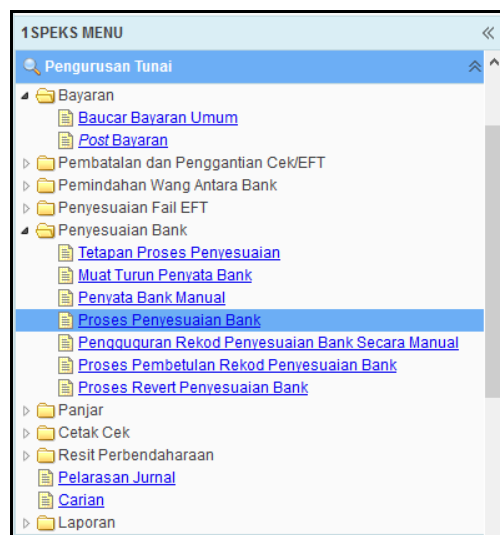 1SPEKS MENU
Pengurusan Tunai
Bayaran
Baucar Bayaran Umum
Post Bayaran
Pembatalan dan Penggantian Cek/EFT
Pemindahan Wang Antara Bank
Penyesuaian Fail EFT
Penyesuaian Bank
Tetapan Proses Penyesuaian
Muat Turun Penyata Bank
Penyata Bank Manual
Proses Penyesuaian Bank
Pengguguran Rekod Penyesuaian Bank Secara Manual
Proses Pembetulan Rekod Penyesuaian Bank
Proses Revert Penyesuaian Bank
Panjar
Cetak Cek
Resit Perbendaharaan
Pelarasan Jurnal
Carian
Laporan